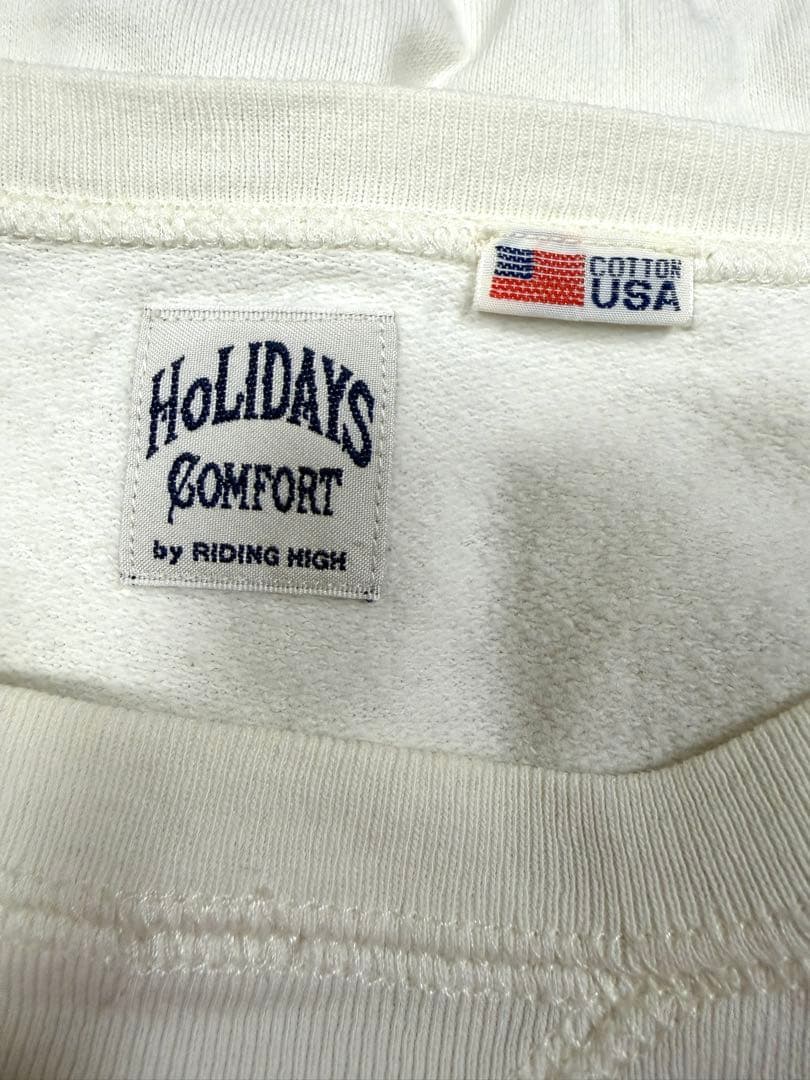 COTTON
USA
HoLIDAYS
COMFORT
by RIDING HIGH